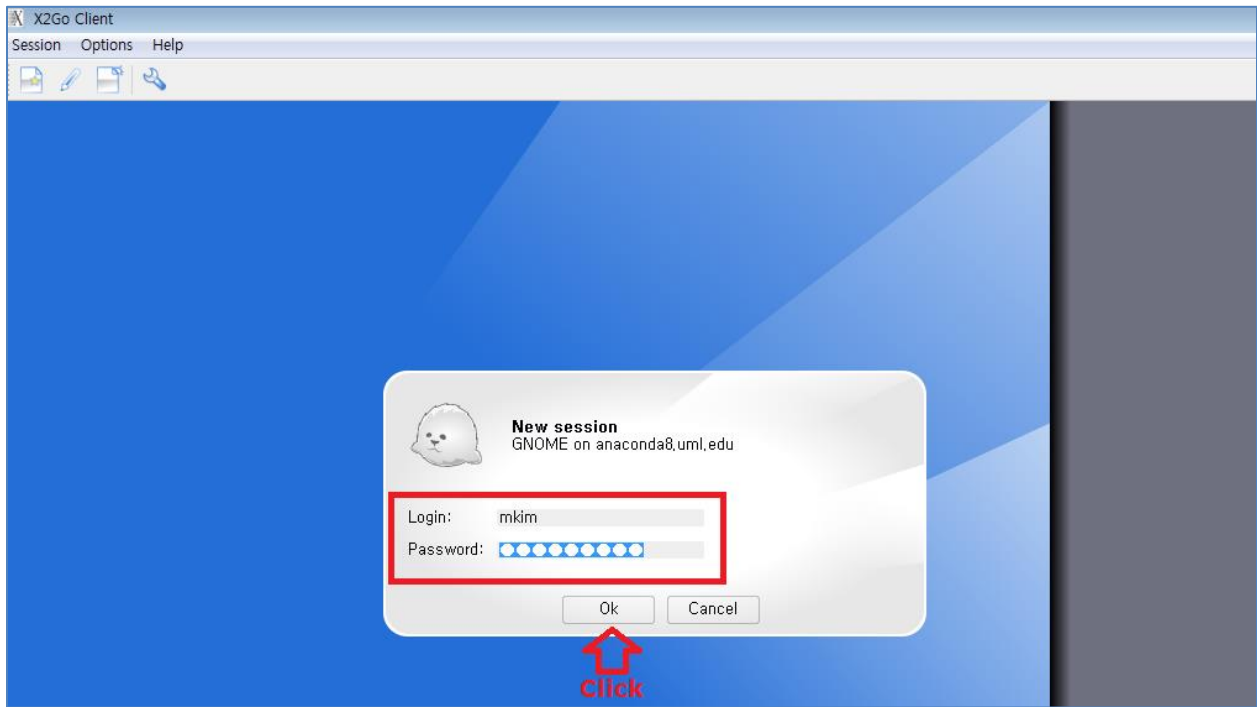 X2Go Client
Session Options Help
New session
GNOME on anaconda8.uml.edu
Login: mkim
Password: ●●●●●●●●●
Ok Cancel
Click